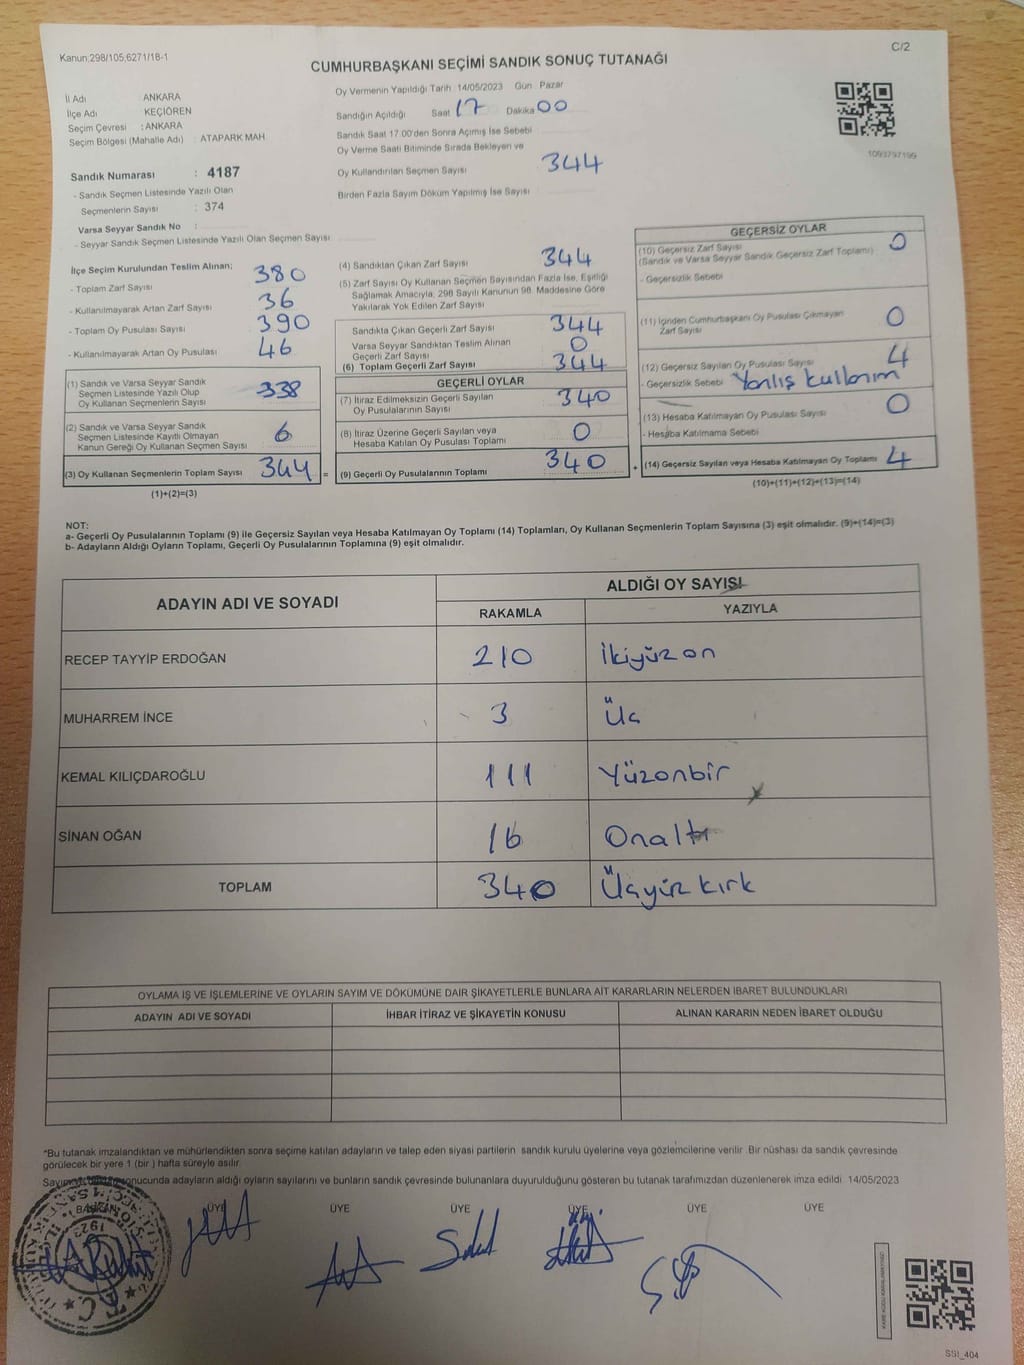 Kanun;298/105,6271/18-1
C/2
CUMHURBAŞKANI SEÇİMİ SANDIK SONUÇ TUTANAĞI
İl Adı ANKARA
İlçe Adı KEÇİÖREN
Seçim Çevresi : ANKARA
Seçim Bölgesi (Mahalle Adı) : ATAPARK MAH
Sandık Numarası : 4187
- Sandık Seçmen Listesinde Yazılı Olan
Seçmenlerin Sayısı : 374
Varsa Seyyar Sandık No :
- Seyyar Sandık Seçmen Listesinde Yazılı Olan Seçmen Sayısı
Oy Vermenin Yapıldığı Tarih 14/05/2023 Gün Pazar
Sandığın Açıldığı Saat 17 Dakika 00
Sandık Saat 17.00'den Sonra Açımış İse Sebebi
Oy Verme Saati Bitiminde Sırada Bekleyen ve
Oy Kullandırılan Seçmen Sayısı 344
Birden Fazla Sayım Döküm Yapılmış İse Sayısı
1093797199
İlçe Seçim Kurulundan Teslim Alınan;
- Toplam Zarf Sayısı 380
- Kullanılmayarak Artan Zarf Sayısı 36
- Toplam Oy Pusulası Sayısı 390
- Kullanılmayarak Artan Oy Pusulası 46
(1) Sandık ve Varsa Seyyar Sandık
Seçmen Listesinde Yazılı Olup
Oy Kullanan Seçmenlerin Sayısı 338
(2) Sandık ve Varsa Seyyar Sandık
Seçmen Listesinde Kayıtlı Olmayan
Kanun Gereği Oy Kullanan Seçmen Sayısı 6
(3) Oy Kullanan Seçmenlerin Toplam Sayısı 344 =
(1)+(2)=(3)
(4) Sandıktan Çıkan Zarf Sayısı 344
(5) Zarf Sayısı Oy Kullanan Seçmen Sayısından Fazla İse, Eşitliği
Sağlamak Amacıyla, 298 Sayılı Kanunun 98. Maddesine Göre
Yakılarak Yok Edilen Zarf Sayısı
Sandıkta Çıkan Geçerli Zarf Sayısı 344
Varsa Seyyar Sandıktan Teslim Alınan
Geçerli Zarf Sayısı 0
(6) Toplam Geçerli Zarf Sayısı 344
GEÇERLİ OYLAR
(7) İtiraz Edilmeksizin Geçerli Sayılan
Oy Pusulalarının Sayısı 340
(8) İtiraz Üzerine Geçerli Sayılan veya
Hesaba Katılan Oy Pusulası Toplamı 0
(9) Geçerli Oy Pusulalarının Toplamı 340 +
GEÇERSİZ OYLAR
(10) Geçersiz Zarf Sayısı 0
(Sandık ve Varsa Seyyar Sandık Geçersiz Zarf Toplamı)
- Geçersizlik Sebebi
(11) İçinden Cumhurbaşkanı Oy Pusulası Çıkmayan
Zarf Sayısı 0
(12) Geçersiz Sayılan Oy Pusulası Sayısı 4
- Geçersizlik Sebebi Yanlış kullanım
(13) Hesaba Katılmayan Oy Pusulası Sayısı 0
- Hesaba Katılmama Sebebi
(14) Geçersiz Sayılan veya Hesaba Katılmayan Oy Toplamı 4
(10)+(11)+(12)+(13)=(14)
NOT:
a- Geçerli Oy Pusulalarının Toplamı (9) ile Geçersiz Sayılan veya Hesaba Katılmayan Oy Toplamı (14) Toplamları, Oy Kullanan Seçmenlerin Toplam Sayısına (3) eşit olmalıdır. (9)+(14)=(3)
b- Adayların Aldığı Oyların Toplamı, Geçerli Oy Pusulalarının Toplamına (9) eşit olmalıdır.
ADAYIN ADI VE SOYADI
ALDIĞI OY SAYISI
RAKAMLA YAZIYLA
RECEP TAYYİP ERDOĞAN 210 İkiyüzon
MUHARREM İNCE 3 Üç
KEMAL KILIÇDAROĞLU 111 Yüzonbir
SİNAN OĞAN 16 Onaltı
TOPLAM 340 Üçyüz kırk
OYLAMA İŞ VE İŞLEMLERİNE VE OYLARIN SAYIM VE DÖKÜMÜNE DAİR ŞİKAYETLERLE BUNLARA AİT KARARLARIN NELERDEN İBARET BULUNDUKLARI
ADAYIN ADI VE SOYADI İHBAR İTİRAZ VE ŞİKAYETİN KONUSU ALINAN KARARIN NEDEN İBARET OLDUĞU
*Bu tutanak imzalandıktan ve mühürlendikten sonra seçime katılan adayların ve talep eden siyasi partilerin sandık kurulu üyelerine veya gözlemcilerine verilir. Bir nüshası da sandık çevresinde
görülecek bir yere 1 (bir ) hafta süreyle asılır.
sonucunda adayların aldığı oyların sayılarını ve bunların sandık çevresinde bulunanlara duyurulduğunu gösteren bu tutanak tarafımızdan düzenlenerek imza edildi. 14/05/2023
BAŞKAN ÜYE ÜYE ÜYE ÜYE ÜYE ÜYE
1923
T.C.
SSI_404